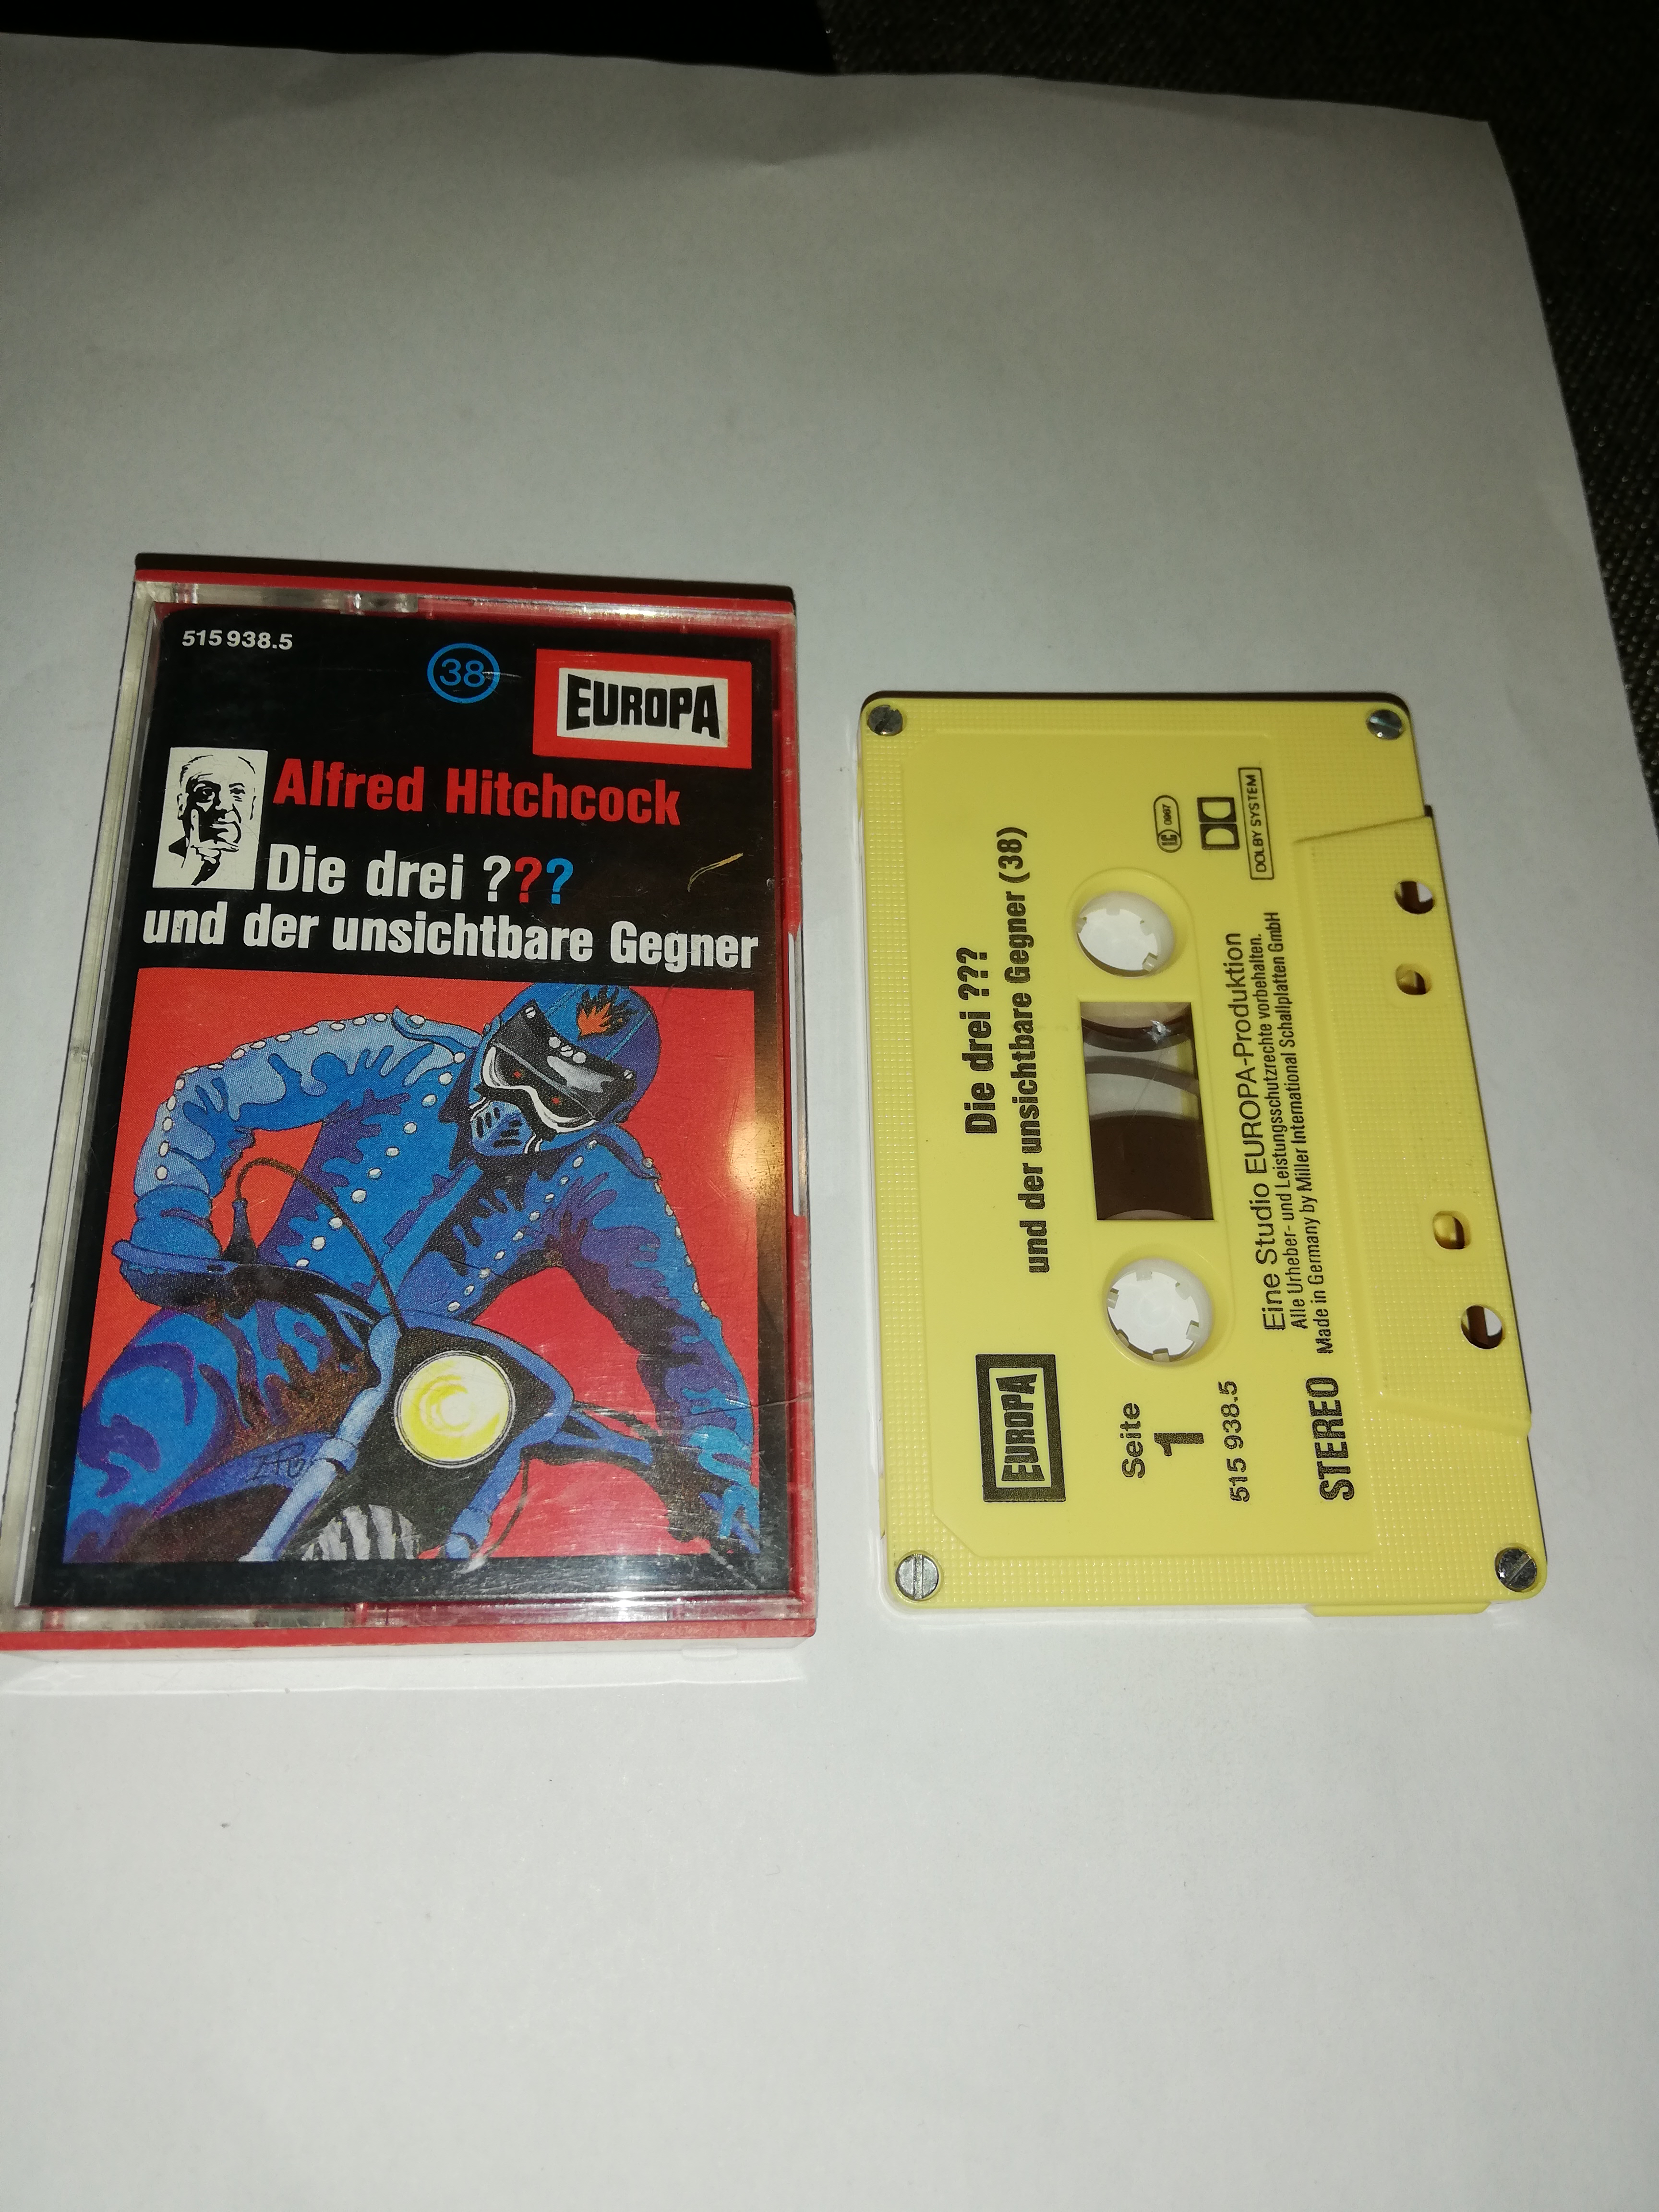 515 938.5
38
EUROPA
Alfred Hitchcock
Die drei ???
und der unsichtbare Gegner
Die drei ???
und der unsichtbare Gegner (38)
EUROPA
Seite
1
515 938.5
LC 0967
DOLBY SYSTEM
Eine Studio EUROPA-Produktion
Alle Urheber- und Leistungsschutzrechte vorbehalten.
Made in Germany by Miller International Schallplatten GmbH
STEREO